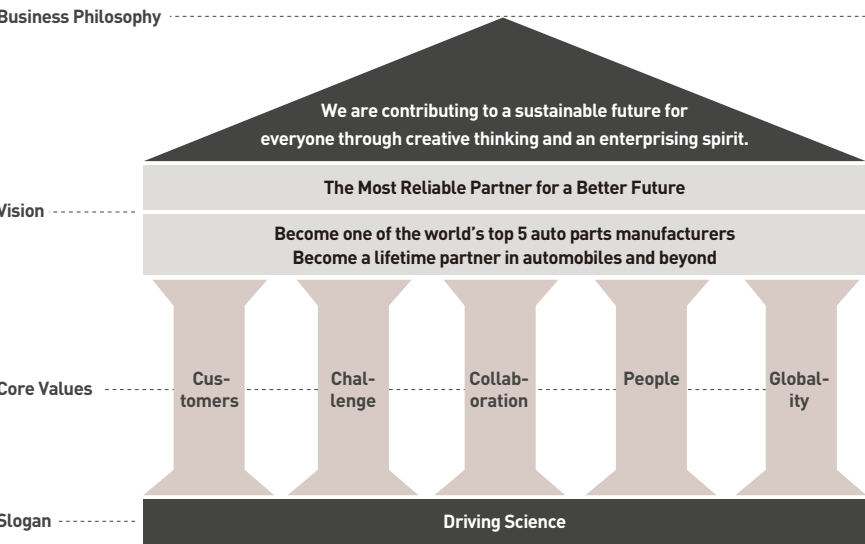 Business Philosophy
We are contributing to a sustainable future for
everyone through creative thinking and an enterprising spirit.
The Most Reliable Partner for a Better Future
Vision
Become one of the world's top 5 auto parts manufacturers
Become a lifetime partner in automobiles and beyond
Core Values
Cus-
tomers
Chal-
lenge
Collab-
oration
People
Global-
ity
Slogan
Driving Science